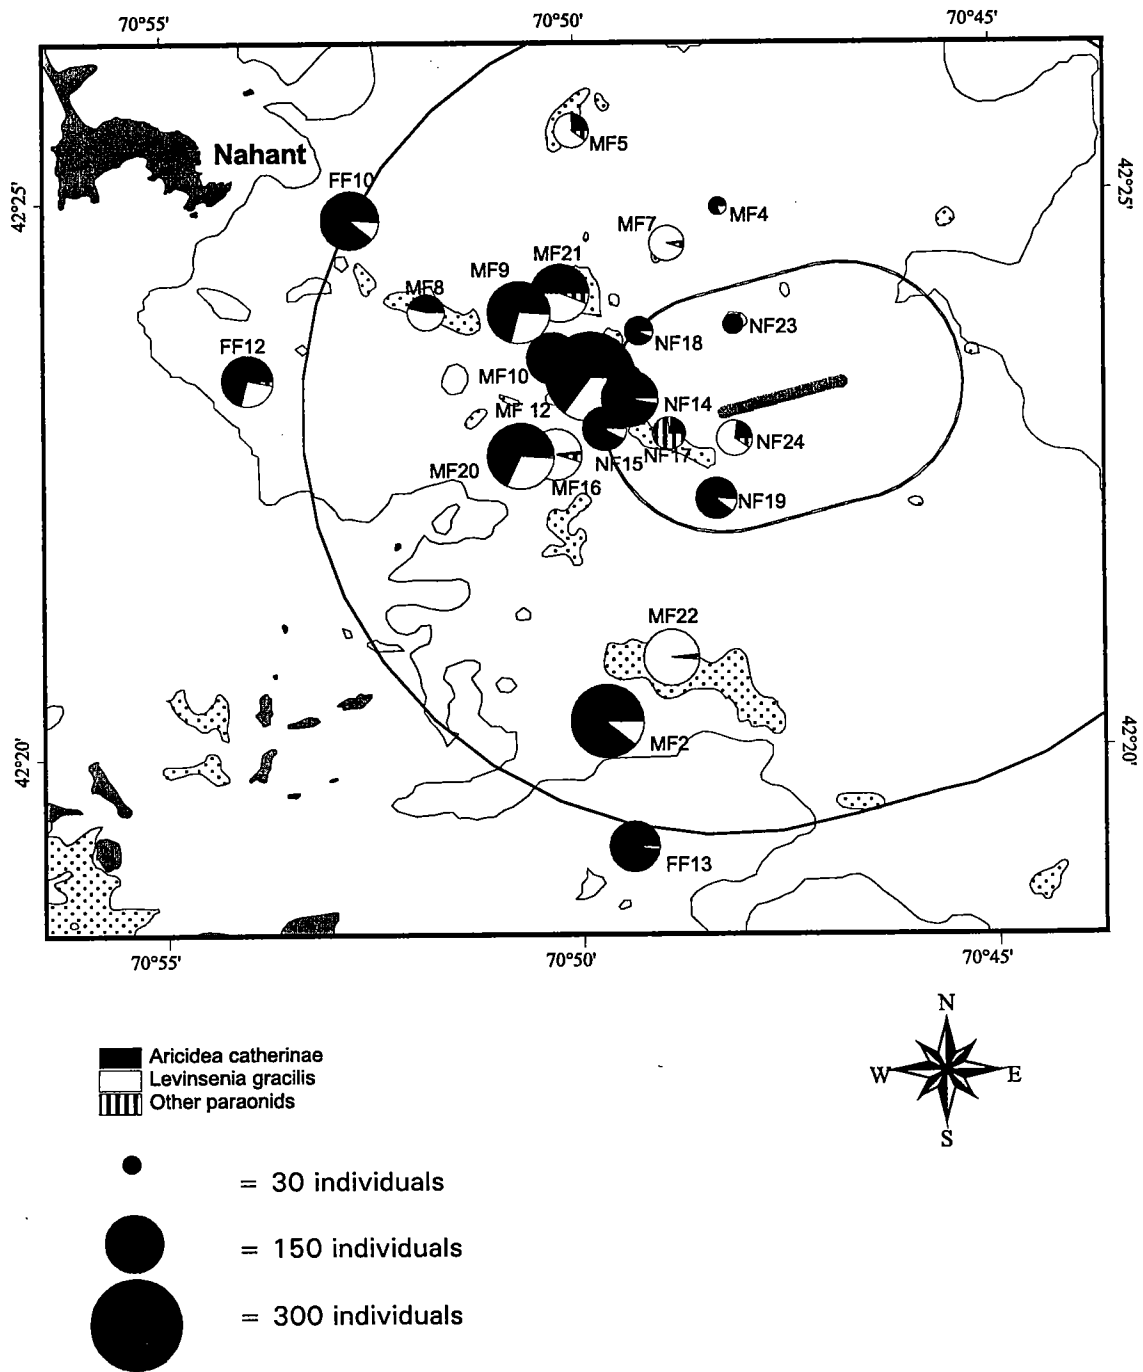 70°55' 70°50' 70°45'
42°25'
42°25'
Nahant
MF5
FF10
MF4
MF7
MF9 MF21
MF8
NF23
NF18
FF12
MF10
NF14
MF 12
NF24
NF15 NF17
MF20 MF16
NF19
MF22
MF2
42°20'
42°20'
FF13
70°55' 70°50' 70°45'
N
W E
S
Aricidea catherinae
Levinsenia gracilis
Other paraonids
= 30 individuals
= 150 individuals
= 300 individuals